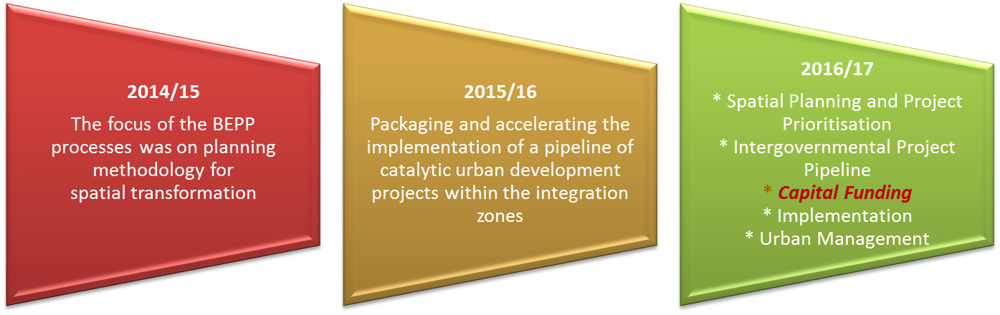 2014/15
The focus of the BEPP
processes was on planning
methodology for
spatial transformation
2015/16
Packaging and accelerating the
implementation of a pipeline of
catalytic urban development
projects within the integration
zones
2016/17
* Spatial Planning and Project
Prioritisation
* Intergovernmental Project
Pipeline
* Capital Funding
* Implementation
* Urban Management